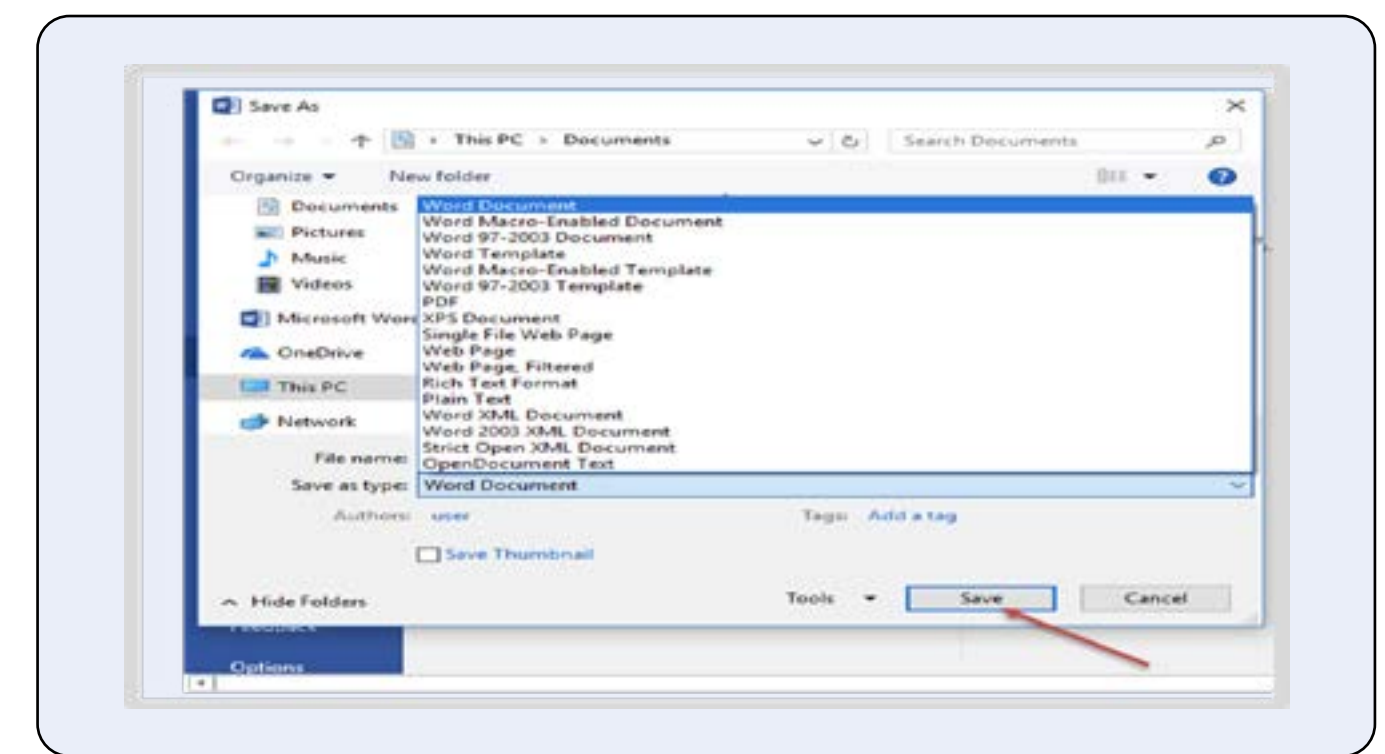 Save As
This PC > Documents
Search Documents
Organize
New folder
Documents
Pictures
Music
Videos
Microsoft Wor
OneDrive
This PC
Network
Word Document
Word Macro-Enabled Document
Word 97-2003 Document
Word Template
Word Macro-Enabled Template
Word 97-2003 Template
PDF
XPS Document
Single File Web Page
Web Page
Web Page, Filtered
Rich Text Format
Plain Text
Word XML Document
Word 2003 XML Document
Strict Open XML Document
OpenDocument Text
File name:
Save as type: Word Document
Authors: user
Tags: Add a tag
Save Thumbnail
Hide Folders
Tools
Save
Cancel
Feedback
Options